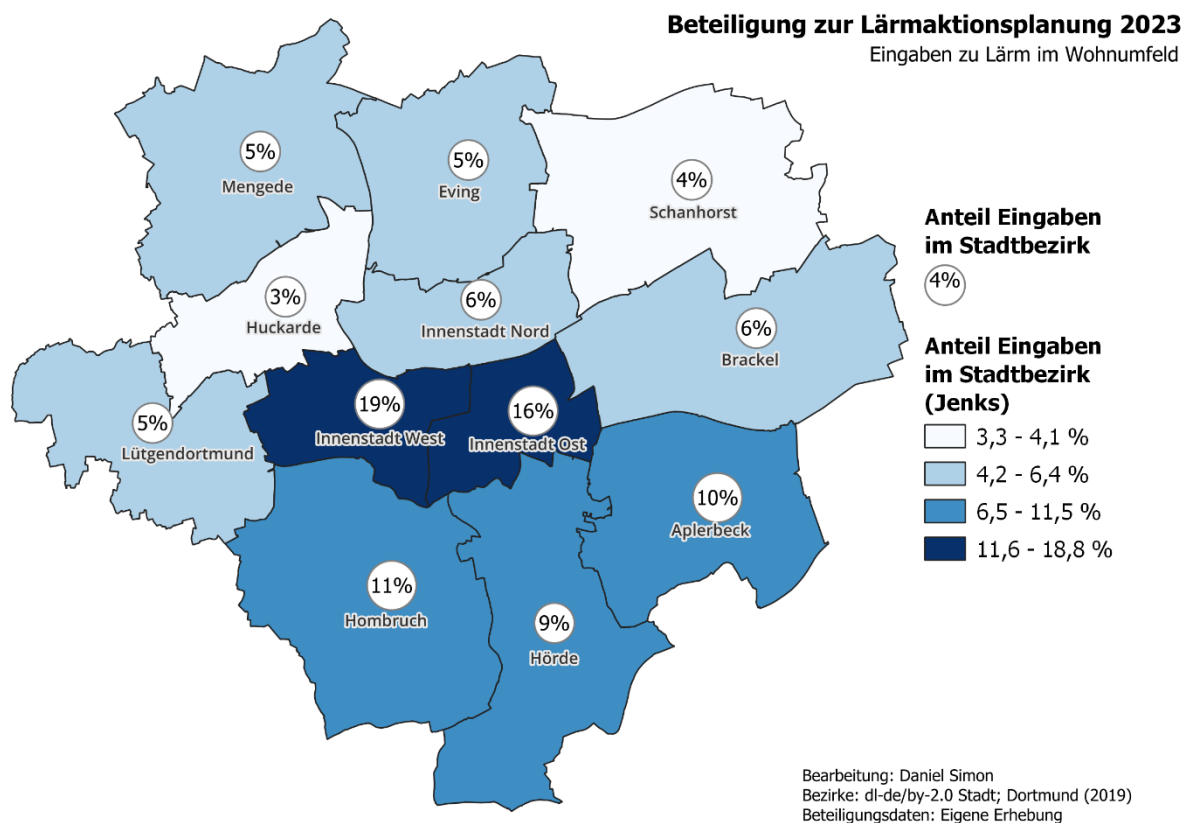 Beteiligung zur Lärmaktionsplanung 2023
Eingaben zu Lärm im Wohnumfeld
5%
Mengede
5%
Eving
4%
Schanhorst
3%
Huckarde
6%
Innenstadt Nord
6%
Brackel
5%
Lütgendortmund
19%
Innenstadt West
16%
Innenstadt Ost
10%
Aplerbeck
11%
Hombruch
9%
Hörde
Anteil Eingaben
im Stadtbezirk
4%
Anteil Eingaben
im Stadtbezirk
(Jenks)
3,3 - 4,1 %
4,2 - 6,4 %
6,5 - 11,5 %
11,6 - 18,8 %
Bearbeitung: Daniel Simon
Bezirke: dl-de/by-2.0 Stadt; Dortmund (2019)
Beteiligungsdaten: Eigene Erhebung